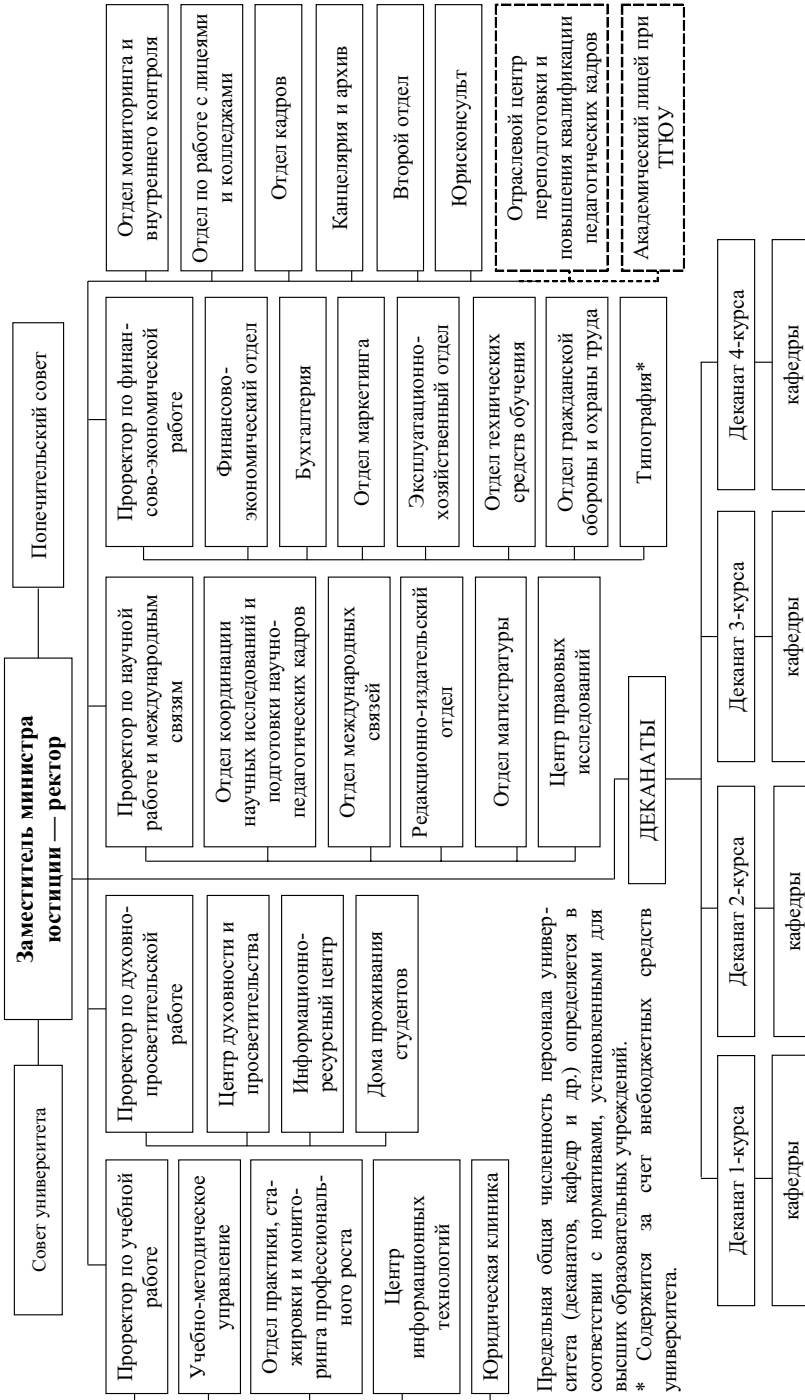 Совет университета
Заместитель министра
юстиции — ректор
Попечительский совет
Проректор по учебной
работе
Учебно-методическое
управление
Отдел практики, ста-
жировки и монито-
ринга профессиональ-
ного роста
Центр
информационных
технологий
Юридическая клиника
Проректор по духовно-
просветительской
работе
Центр духовности и
просветительства
Информационно-
ресурсный центр
Дома проживания
студентов
Проректор по научной
работе и международным
связям
Отдел координации
научных исследований и
подготовки научно-
педагогических кадров
Отдел международных
связей
Редакционно-издательский
отдел
Отдел магистратуры
Центр правовых
исследований
Проректор по финан-
сово-экономической
работе
Финансово-
экономический отдел
Бухгалтерия
Отдел маркетинга
Эксплуатационно-
хозяйственный отдел
Отдел технических
средств обучения
Отдел гражданской
обороны и охраны труда
Типография*
Отдел мониторинга и
внутреннего контроля
Отдел по работе с лицеями
и колледжами
Отдел кадров
Канцелярия и архив
Второй отдел
Юрисконсульт
Отраслевой центр
переподготовки и
повышения квалификации
педагогических кадров
Академический лицей при
ТГЮУ
ДЕКАНАТЫ
Деканат 1-курса
кафедры
Деканат 2-курса
кафедры
Деканат 3-курса
кафедры
Деканат 4-курса
кафедры
Предельная общая численность персонала универ-
ситета (деканатов, кафедр и др.) определяется в
соответствии с нормативами, установленными для
высших образовательных учреждений.
* Содержится за счет внебюджетных средств
университета.